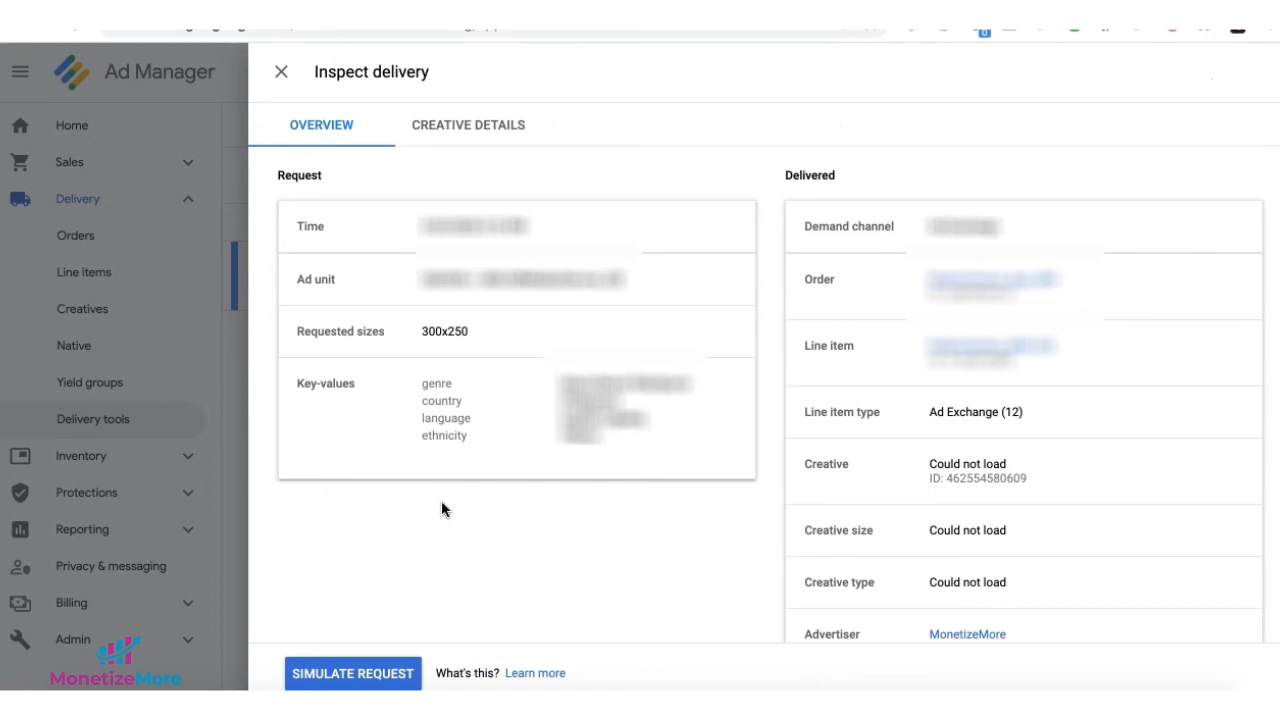 Ad Manager
Home
Sales
Delivery
Orders
Line items
Creatives
Native
Yield groups
Delivery tools
Inventory
Protections
Reporting
Privacy & messaging
Billing
Admin
MonetizeMore
Inspect delivery
OVERVIEW
CREATIVE DETAILS
Request
Time
Ad unit
Requested sizes 300x250
Key-values genre
country
language
ethnicity
Delivered
Demand channel
Order
Line item
Line item type Ad Exchange (12)
Creative Could not load
ID: 462554580609
Creative size Could not load
Creative type Could not load
Advertiser MonetizeMore
SIMULATE REQUEST What's this? Learn more